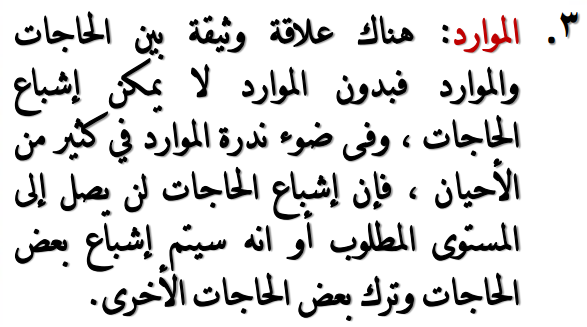 ٣. الموارد: هناك علاقة وثيقة بين الحاجات
والموارد فبدون الموارد لا يمكن إشباع
الحاجات ، وفى ضوء ندرة الموارد في كثير من
الأحيان ، فإن إشباع الحاجات لن يصل إلى
المستوى المطلوب أو انه سيتم إشباع بعض
الحاجات وترك بعض الحاجات الأخرى.